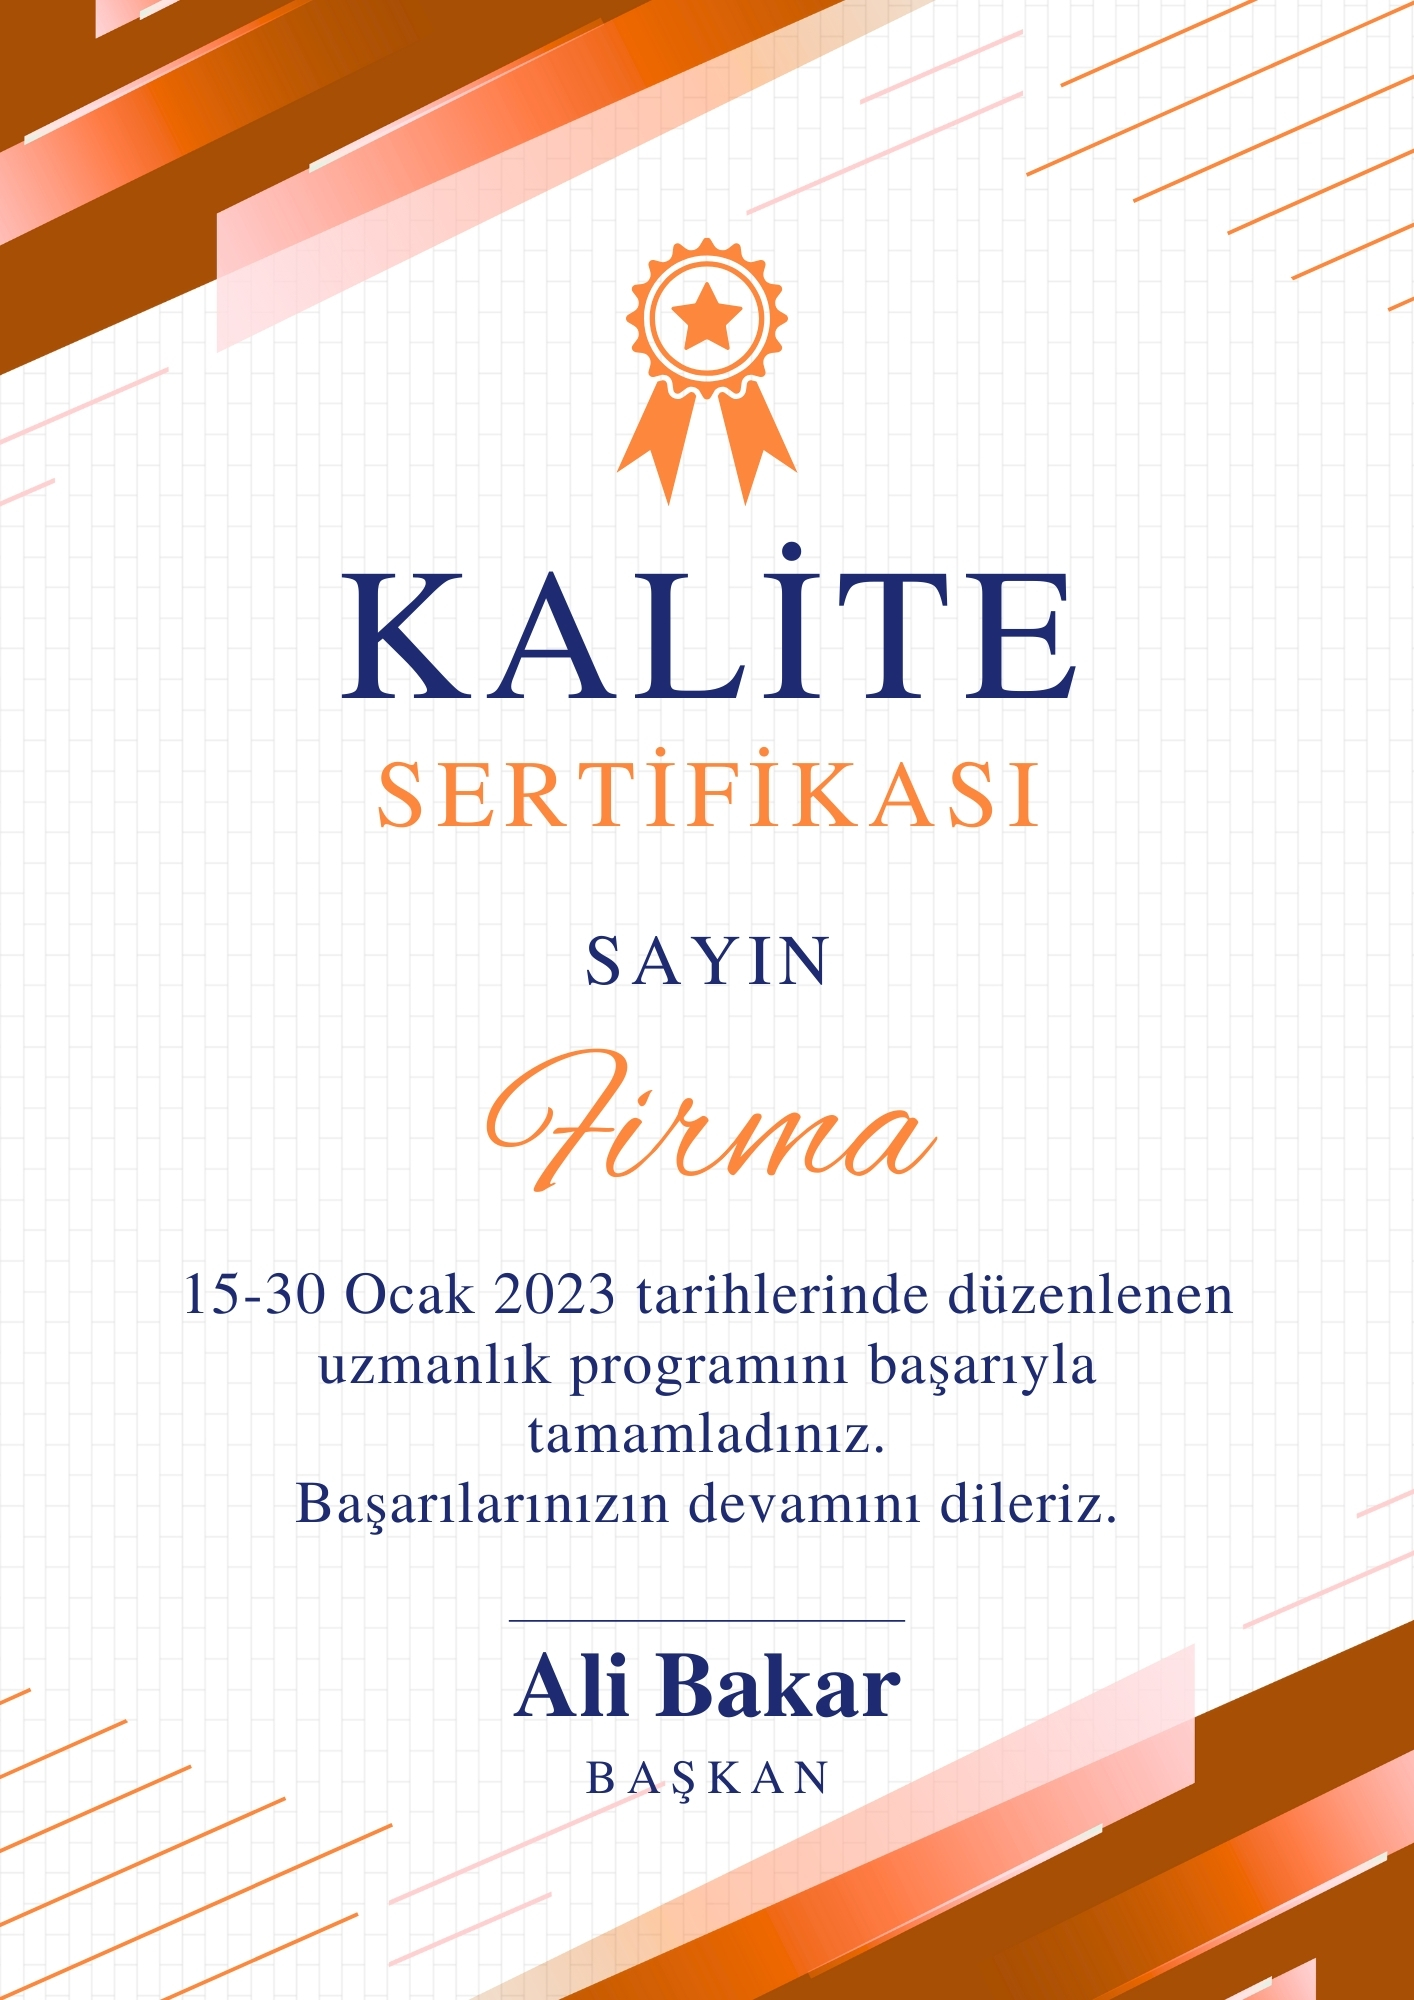 KALİTE
SERTİFİKASI
SAYIN
Firma
15-30 Ocak 2023 tarihlerinde düzenlenen
uzmanlık programını başarıyla
tamamladınız.
Başarılarınızın devamını dileriz.
Ali Bakar
BAŞKAN